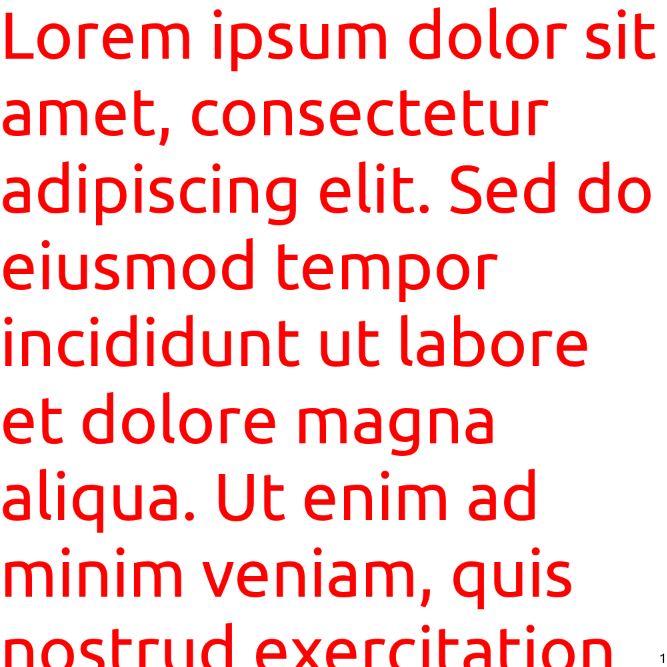 Lorem ipsum dolor sit
amet, consectetur
adipiscing elit. Sed do
eiusmod tempor
incididunt ut labore
et dolore magna
aliqua. Ut enim ad
minim veniam, quis
nostrud exercitation
1